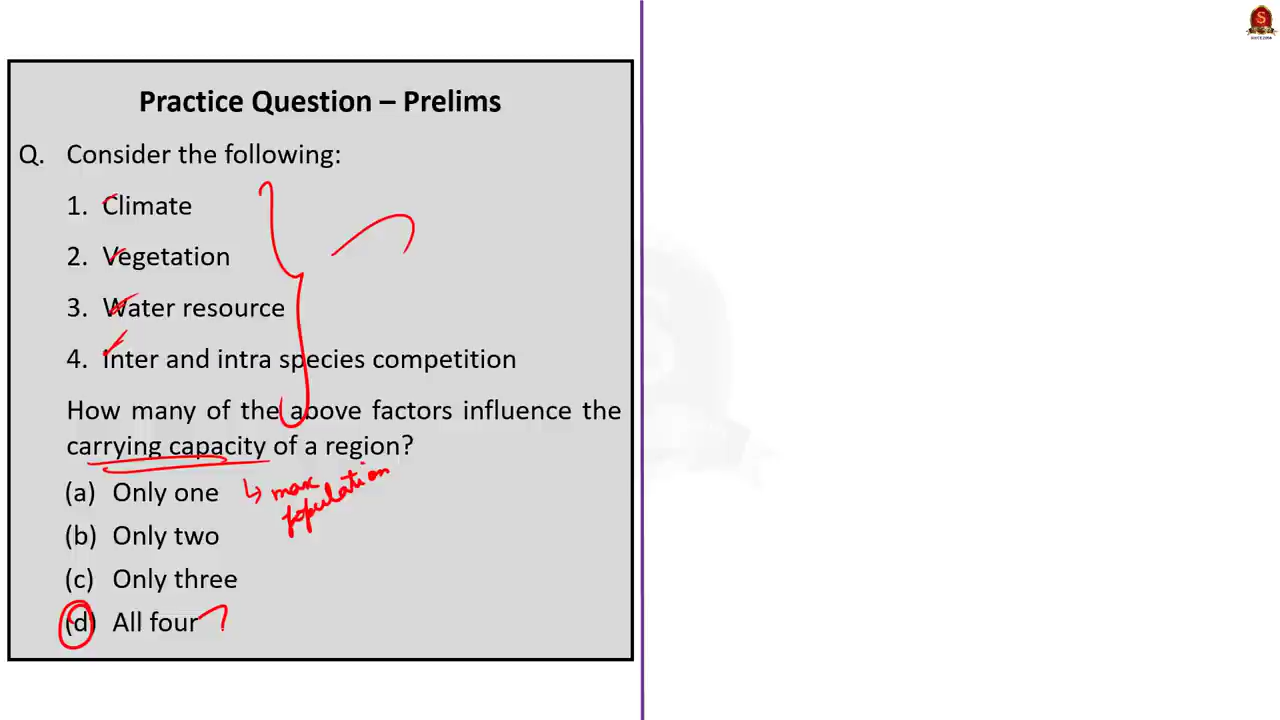 Practice Question – Prelims
Q. Consider the following:
1. Climate
2. Vegetation
3. Water resource
4. Inter and intra species competition
How many of the above factors influence the
carrying capacity of a region?
(a) Only one
max
population
(b) Only two
(c) Only three
(d) All four